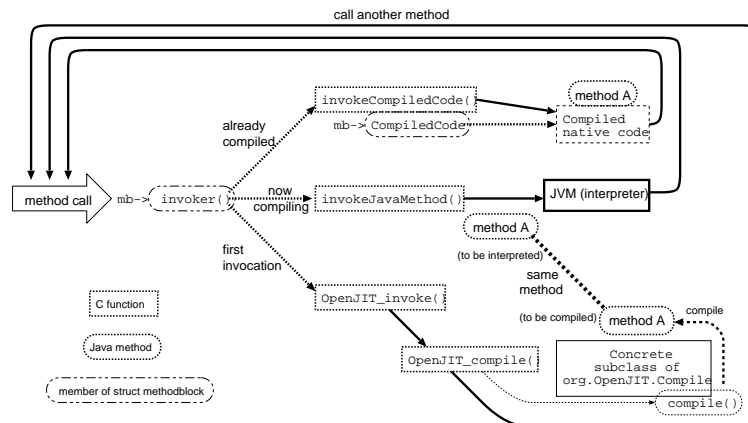 call another method
invokeCompiledCode()
mb-> CompiledCode
method A
Compiled
native code
already
compiled
method call
mb-> invoker()
now
compiling
invokeJavaMethod()
JVM (interpreter)
method A
(to be interpreted)
same
method
first
invocation
OpenJIT_invoke()
(to be compiled)
method A
compile
OpenJIT_compile()
Concrete
subclass of
org.OpenJIT.Compile
compile()
C function
Java method
member of struct methodblock